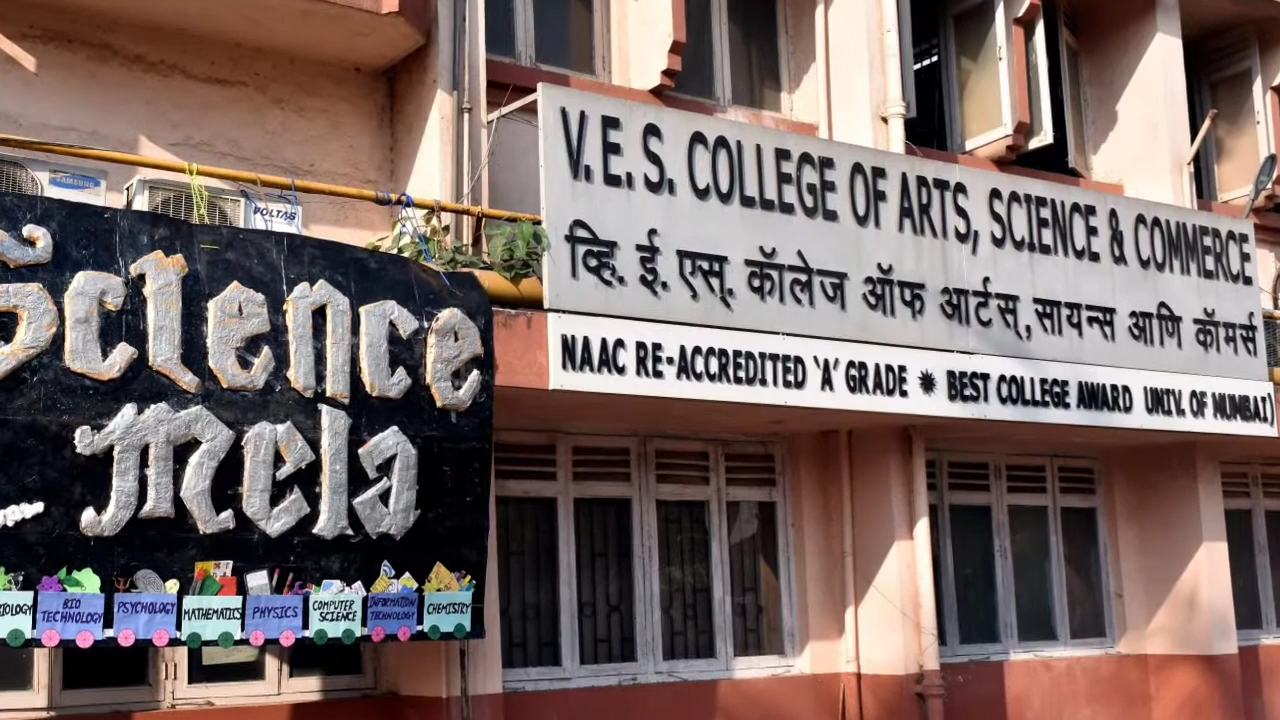 SAMSUNG
VOLTAS
Science
Mela
BIO TECHNOLOGY
PSYCHOLOGY
MATHEMATICS
PHYSICS
COMPUTER SCIENCE
INFORMATION TECHNOLOGY
CHEMISTRY
V.E.S. COLLEGE OF ARTS, SCIENCE & COMMERCE
व्हि. ई. एस्. कॉलेज ऑफ आर्टस्, सायन्स आणि कॉमर्स
NAAC RE-ACCREDITED ‘A’ GRADE ✹ BEST COLLEGE AWARD UNIV. OF MUMBAI)